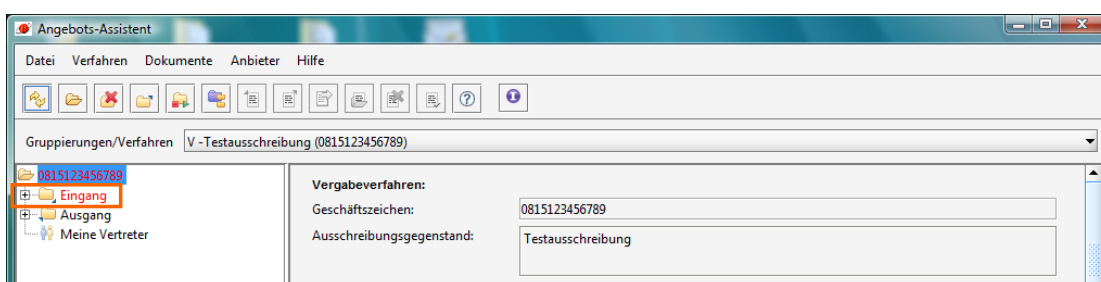 Angebots-Assistent
Datei Verfahren Dokumente Anbieter Hilfe
Gruppierungen/Verfahren V -Testausschreibung (0815123456789)
0815123456789
Eingang
Ausgang
Meine Vertreter
Vergabeverfahren:
Geschäftszeichen: 0815123456789
Ausschreibungsgegenstand: Testausschreibung